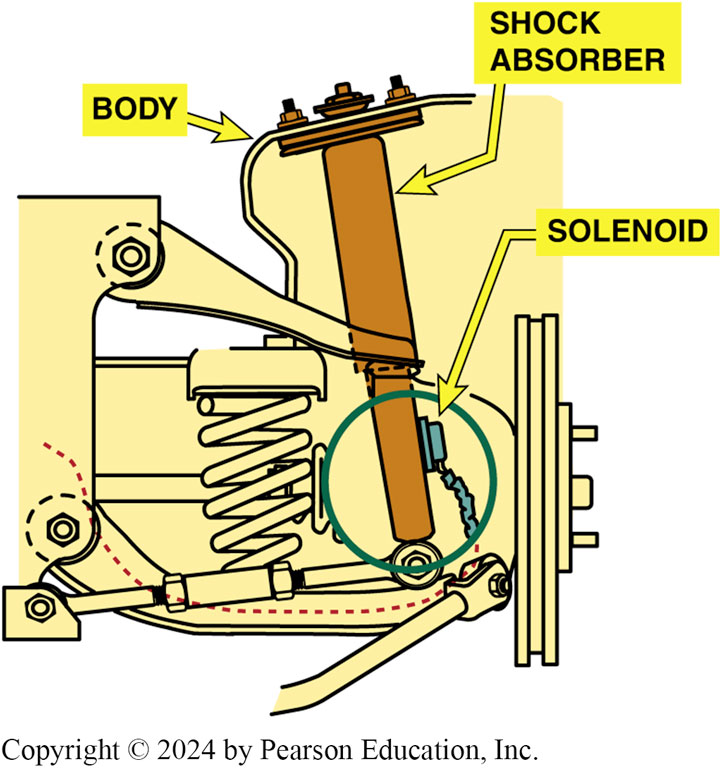 SHOCK
ABSORBER
BODY
SOLENOID
Copyright © 2024 by Pearson Education, Inc.